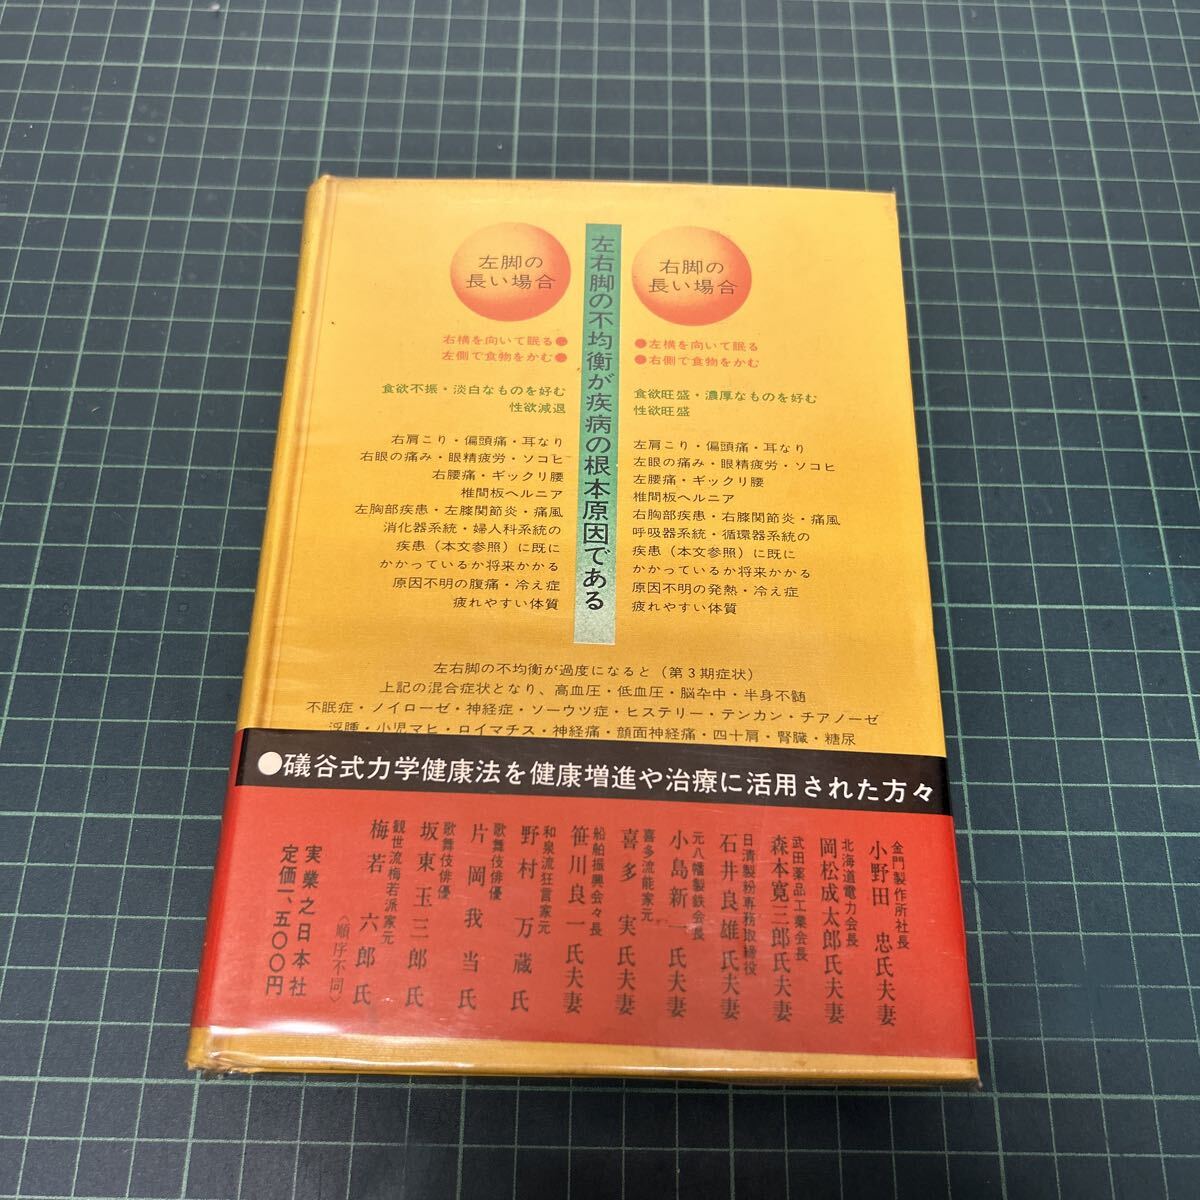 左右脚の不均衡が疾病の根本原因である
右脚の
長い場合
●左横を向いて眠る
●右側で食物をかむ
食欲旺盛・濃厚なものを好む
性欲旺盛
左肩こり・偏頭痛・耳なり
左眼の痛み・眼精疲労・ソコヒ
左腰痛・ギックリ腰
椎間板ヘルニア
右胸部疾患・右膝関節炎・痛風
呼吸器系統・循環器系統の
疾患（本文参照）に既に
かかっているか将来かかる
原因不明の発熱・冷え症
疲れやすい体質
左脚の
長い場合
右横を向いて眠る●
左側で食物をかむ●
食欲不振・淡白なものを好む
性欲減退
右肩こり・偏頭痛・耳なり
右眼の痛み・眼精疲労・ソコヒ
右腰痛・ギックリ腰
椎間板ヘルニア
左胸部疾患・左膝関節炎・痛風
消化器系統・婦人科系統の
疾患（本文参照）に既に
かかっているか将来かかる
原因不明の腹痛・冷え症
疲れやすい体質
左右脚の不均衡が過度になると（第3期症状）
上記の混合症状となり、高血圧・低血圧・脳卆中・半身不髄
不眠症・ノイローゼ・神経症・ソーウツ症・ヒステリー・テンカン・チアノーゼ
浮腫・小児マヒ・ロイマチス・神経痛・顔面神経痛・四十肩・腎臓・糖尿
●礒谷式力学健康法を健康増進や治療に活用された方々
金門製作所社長
小野田 忠氏夫妻
北海道電力会長
岡松成太郎氏夫妻
武田薬品工業会長
森本寛三郎氏夫妻
日清製粉専務取締役
石井良雄氏夫妻
元八幡製鉄会長
小島新一氏夫妻
喜多流能家元
喜多 実氏夫妻
船舶振興会々長
笹川良一氏夫妻
和泉流狂言家元
野村万蔵氏
歌舞伎俳優
片岡我当氏
歌舞伎俳優
坂東玉三郎氏
観世流梅若派家元
梅若六郎氏
〈順序不同〉
実業之日本社
定価一、五〇〇円